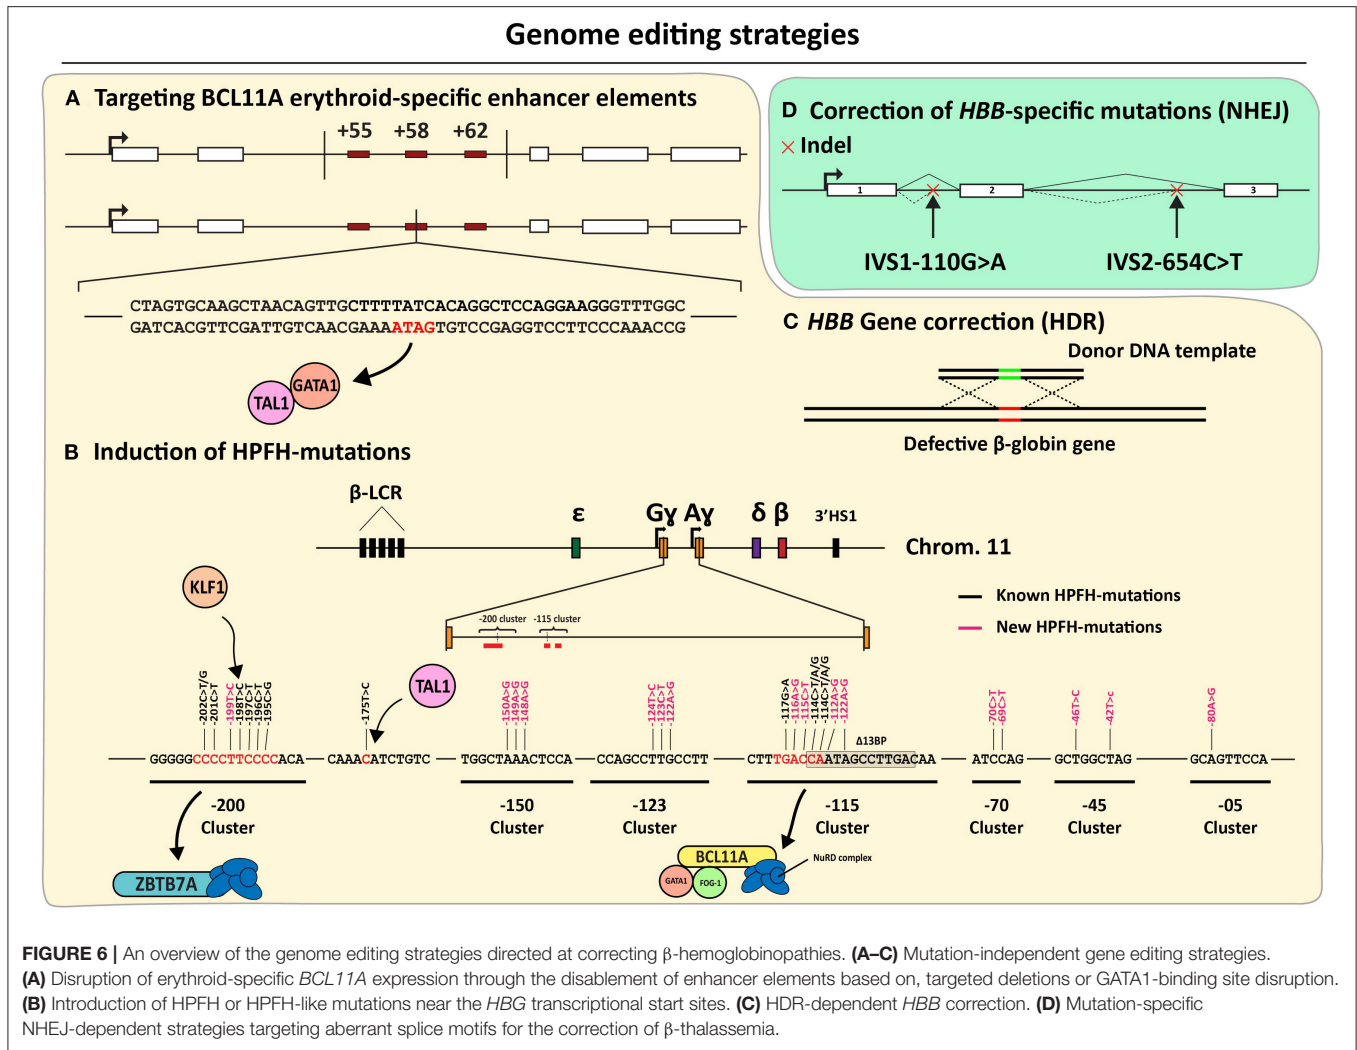 Genome editing strategies
A Targeting BCL11A erythroid-specific enhancer elements
+55 +58 +62
CTAGTGCAAGCTAACAGTTGCTTTTATCACAGGCTCCAGGAAGGGTTTGGC
GATCACGTTCGATTGTCAACGAAAATAGTGTCCGAGGTCCTTCCCAAACCG
TAL1
GATA1
D Correction of HBB-specific mutations (NHEJ)
× Indel
1 2 3
IVS1-110G>A IVS2-654C>T
C HBB Gene correction (HDR)
Donor DNA template
Defective β-globin gene
B Induction of HPFH-mutations
β-LCR
ε Gγ Aγ δ β 3'HS1
Chrom. 11
Known HPFH-mutations
New HPFH-mutations
KLF1
-200 cluster -115 cluster
TAL1
-202C>T/G
-201C>T
-199T>C
-198T>C
-197C>T
-196C>T
-195C>G
-175T>C
-150A>G
-149A>G
-148A>G
-124T>C
-123C>T
-122A>G
-117G>A
-116A>G
-115C>T
-114C>T/A/G
-114C>T/A/G
-112A>G
-122A>G
-70C>T
-69C>T
-46T>C
-42T>c
-80A>G
Δ13BP
GGGGGCCCCTTCCCCACA CAAACATCTGTC TGGCTAAACTCCA CCAGCCTTGCCTT CTTTGACCAATAGCCTTGACAA ATCCAG GCTGGCTAG GCAGTTCCA
-200 Cluster
-150 Cluster
-123 Cluster
-115 Cluster
-70 Cluster
-45 Cluster
-05 Cluster
ZBTB7A
BCL11A
GATA1
FOG-1
NuRD complex
FIGURE 6 | An overview of the genome editing strategies directed at correcting β-hemoglobinopathies. (A–C) Mutation-independent gene editing strategies.
(A) Disruption of erythroid-specific BCL11A expression through the disablement of enhancer elements based on, targeted deletions or GATA1-binding site disruption.
(B) Introduction of HPFH or HPFH-like mutations near the HBG transcriptional start sites. (C) HDR-dependent HBB correction. (D) Mutation-specific
NHEJ-dependent strategies targeting aberrant splice motifs for the correction of β-thalassemia.